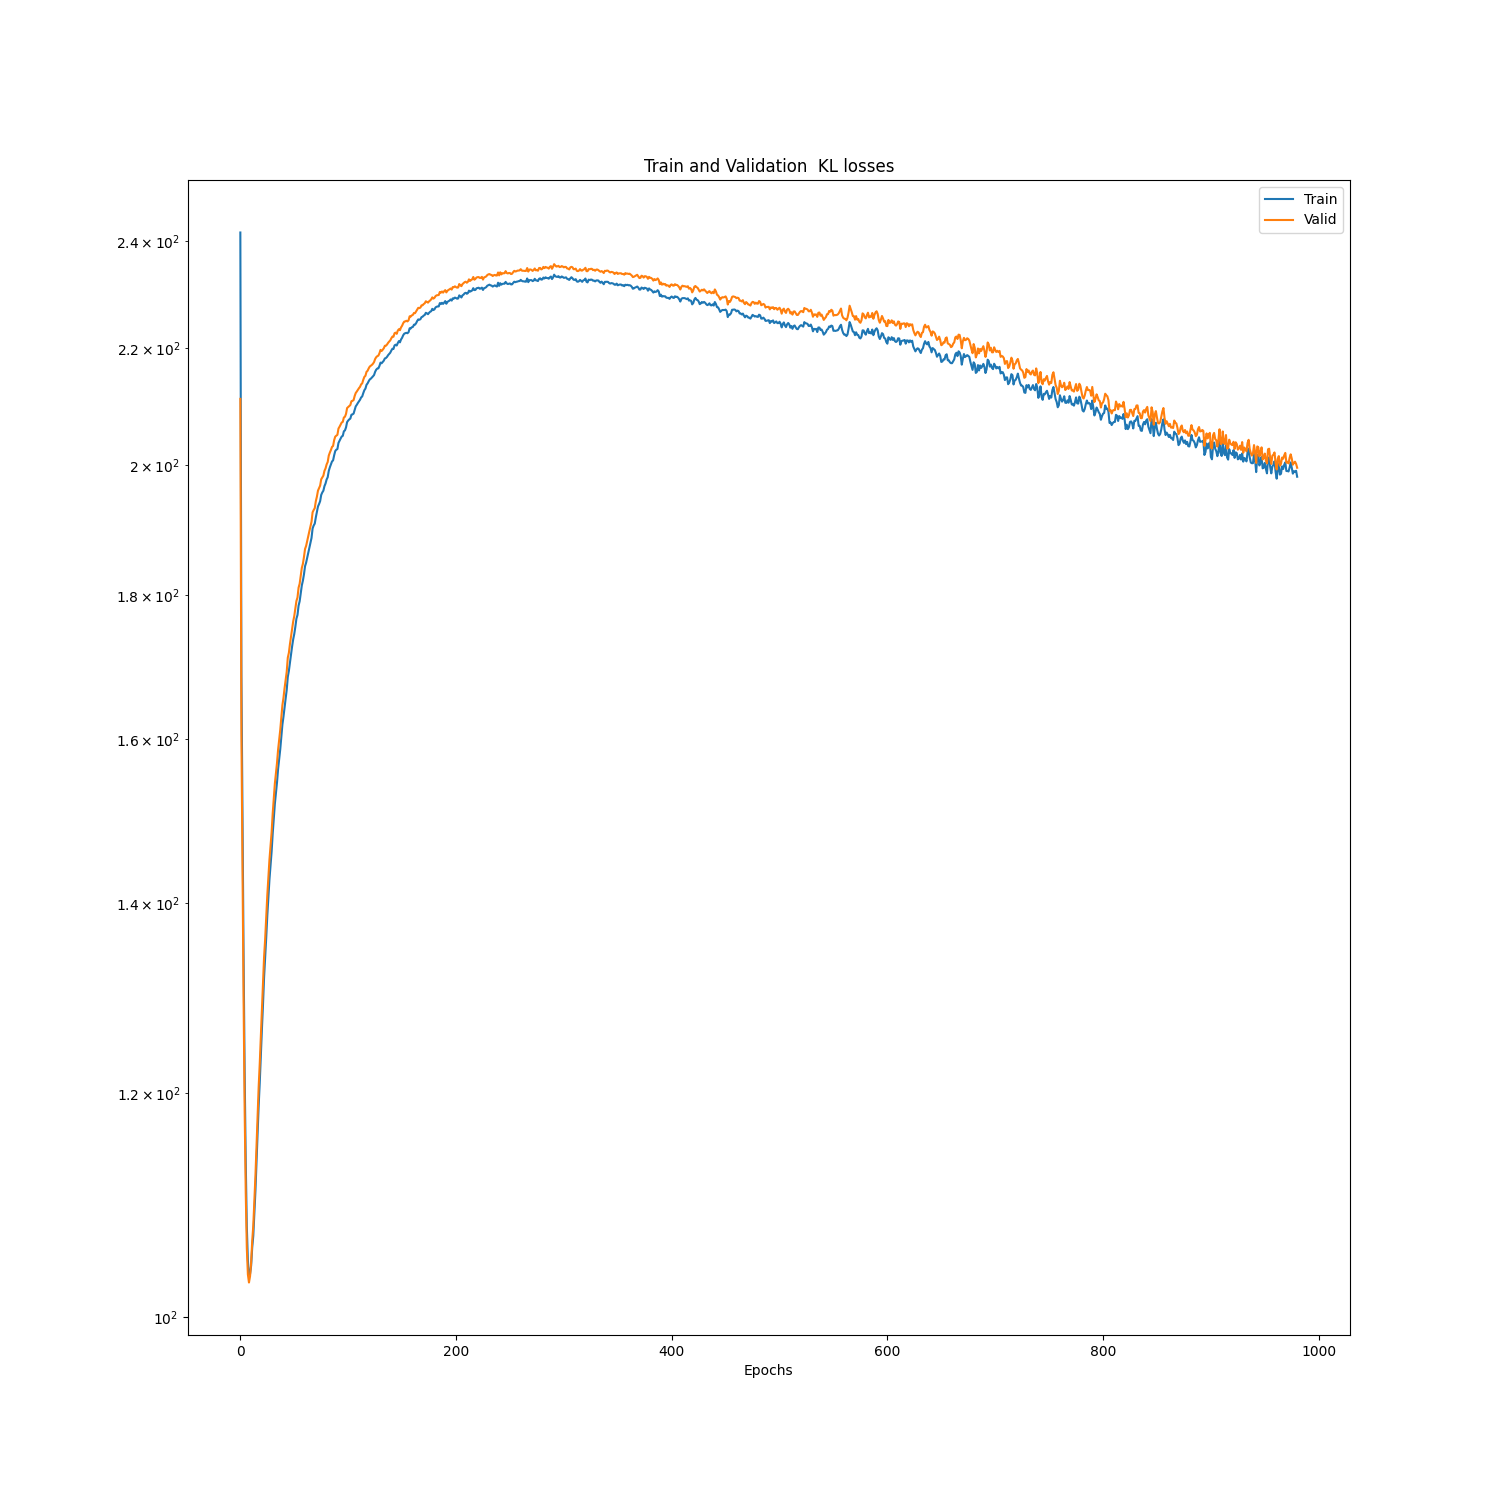 Train and Validation  KL losses
Train
Valid
2.4 × 10²
2.2 × 10²
2 × 10²
1.8 × 10²
1.6 × 10²
1.4 × 10²
1.2 × 10²
10²
0 200 400 600 800 1000
Epochs